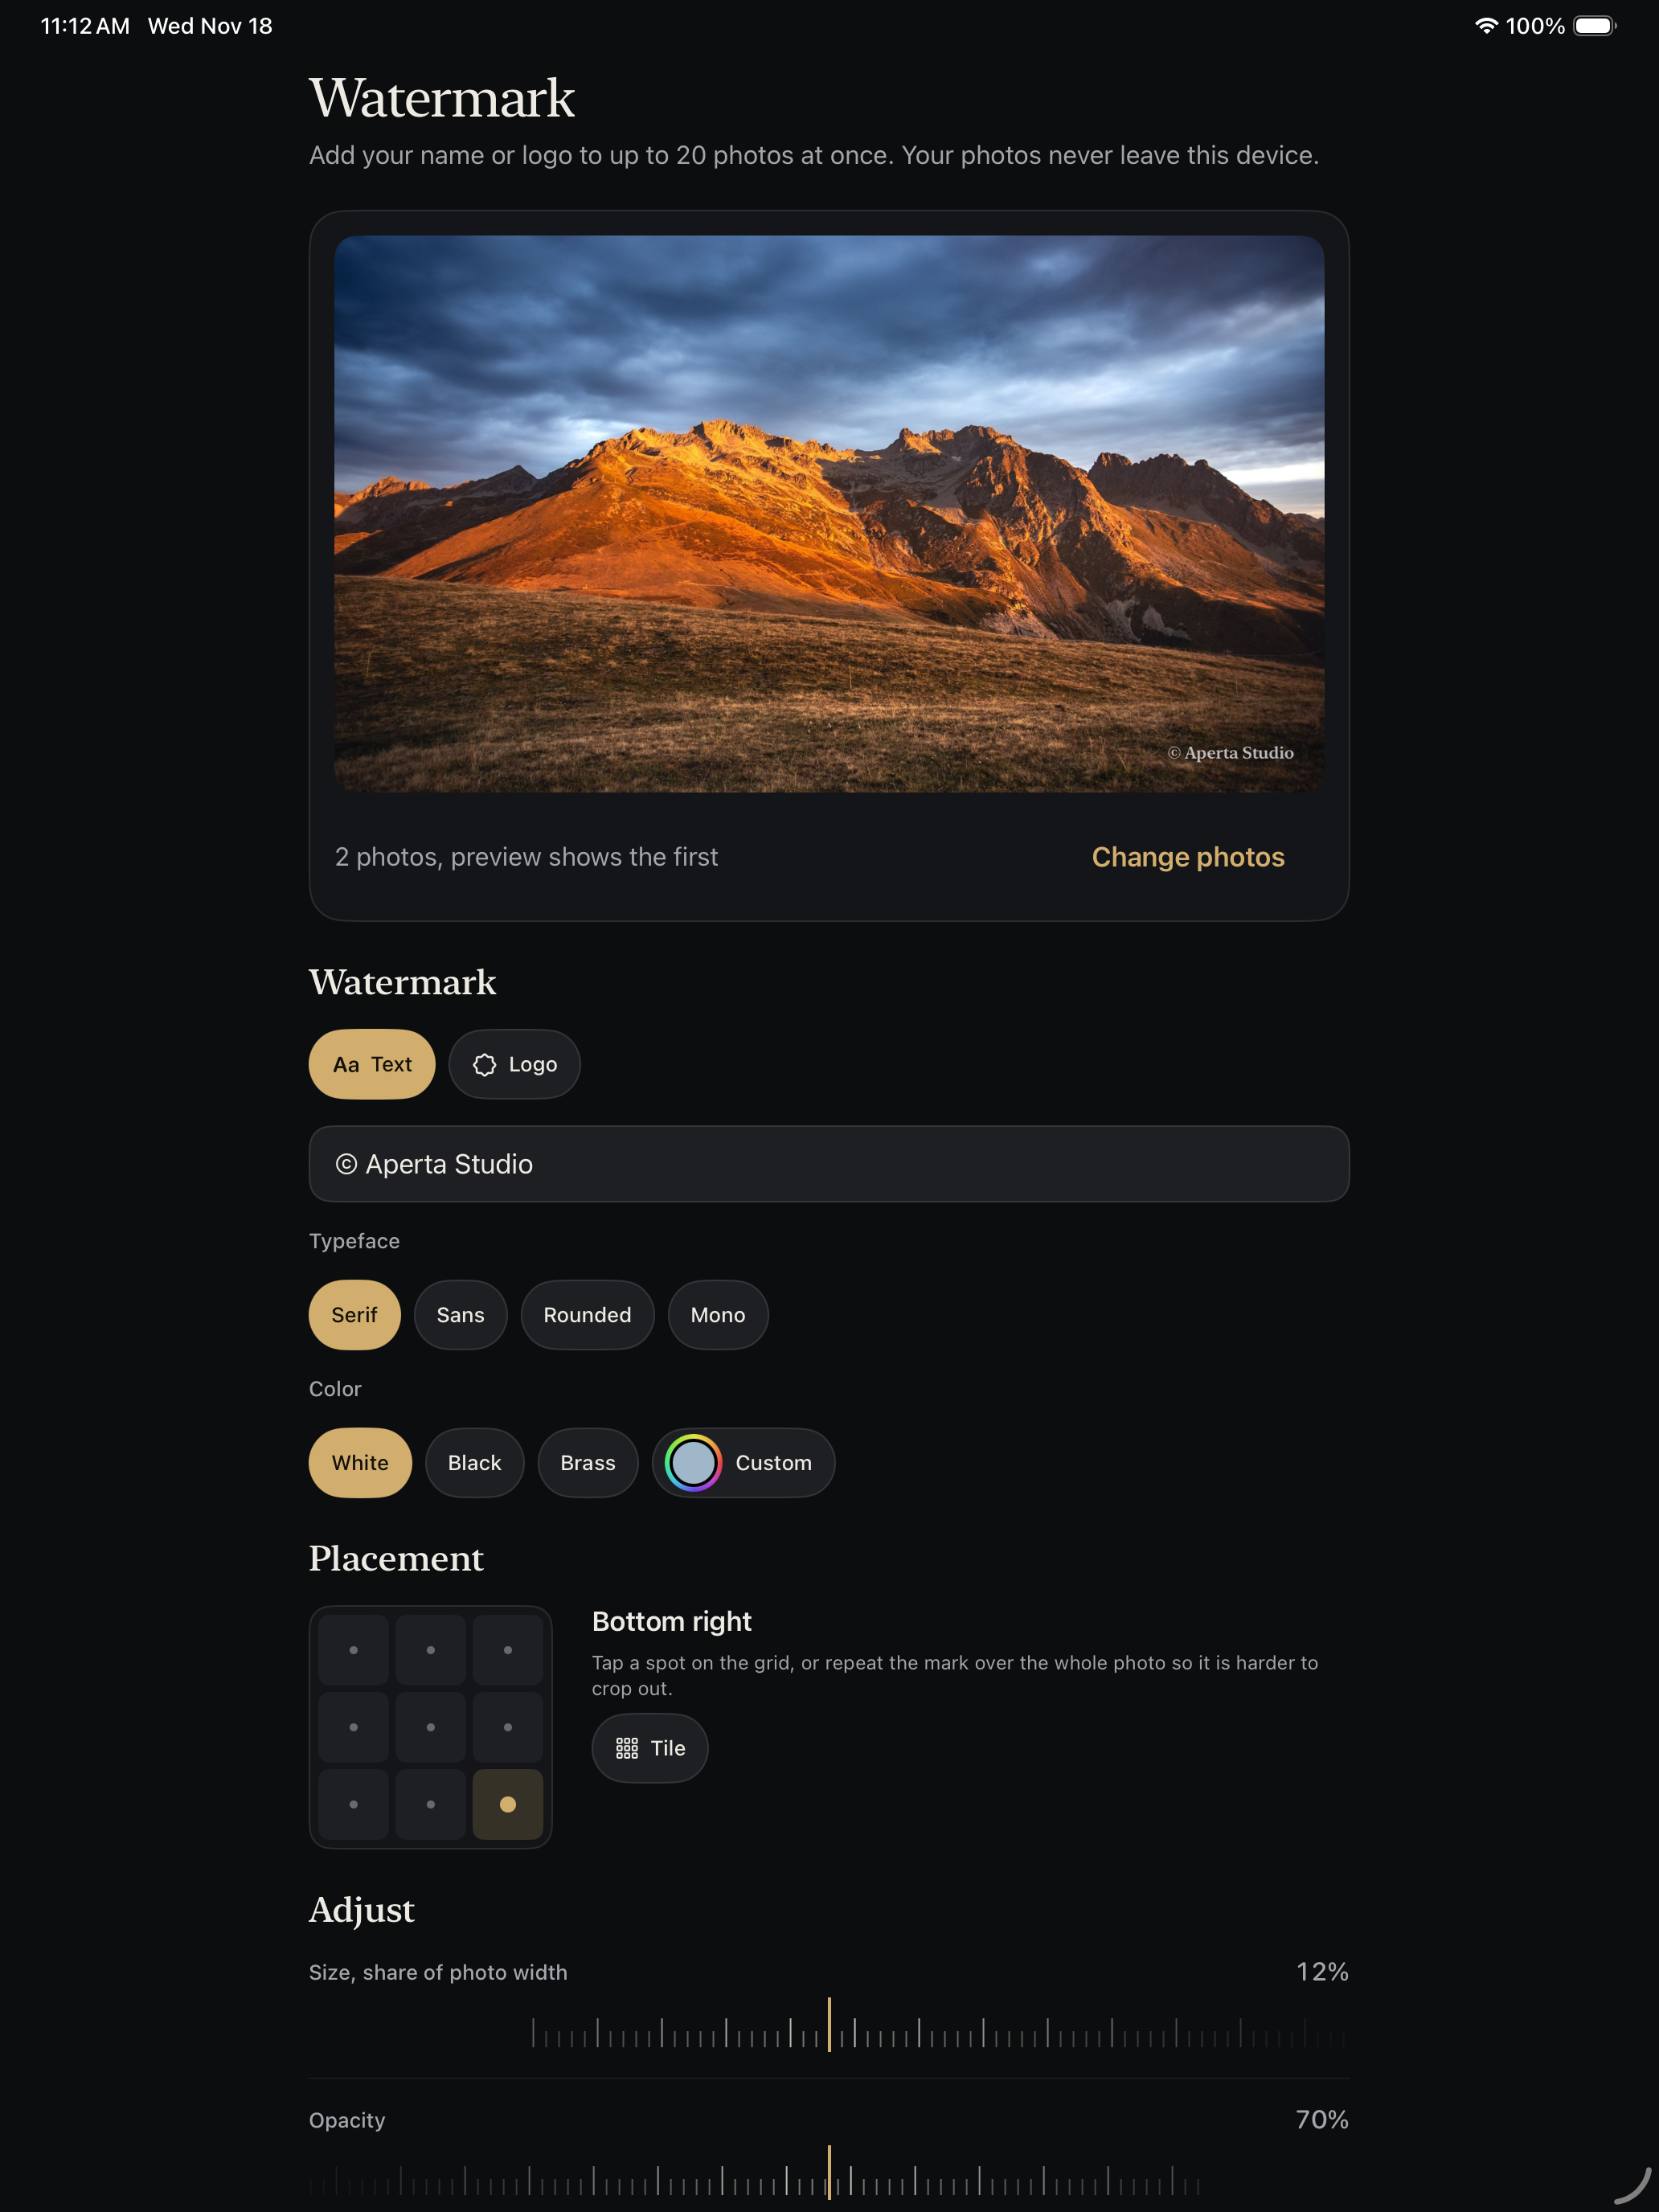 11:12 AM Wed Nov 18
100%
Watermark
Add your name or logo to up to 20 photos at once. Your photos never leave this device.
© Aperta Studio
2 photos, preview shows the first
Change photos
Watermark
Aa Text
Logo
© Aperta Studio
Typeface
Serif
Sans
Rounded
Mono
Color
White
Black
Brass
Custom
Placement
Bottom right
Tap a spot on the grid, or repeat the mark over the whole photo so it is harder to
crop out.
Tile
Adjust
Size, share of photo width
12%
Opacity
70%